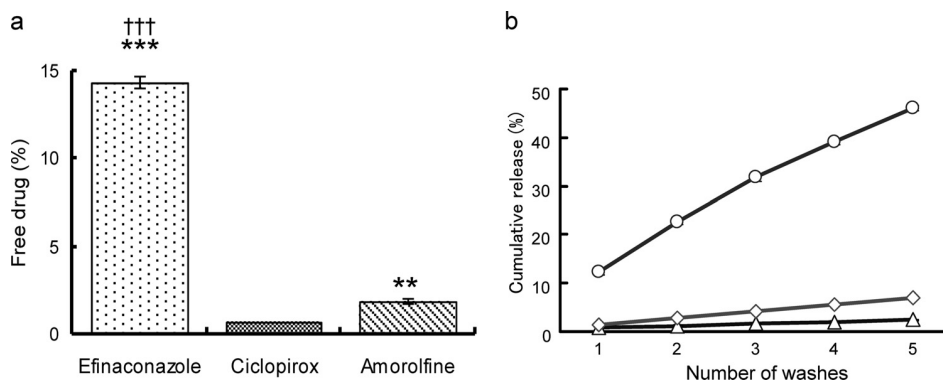 a
†††
***
15
10
5
0
Free drug (%)
**
Efinaconazole Ciclopirox Amorolfine
b
50
40
30
20
10
0
Cumulative release (%)
1 2 3 4 5
Number of washes